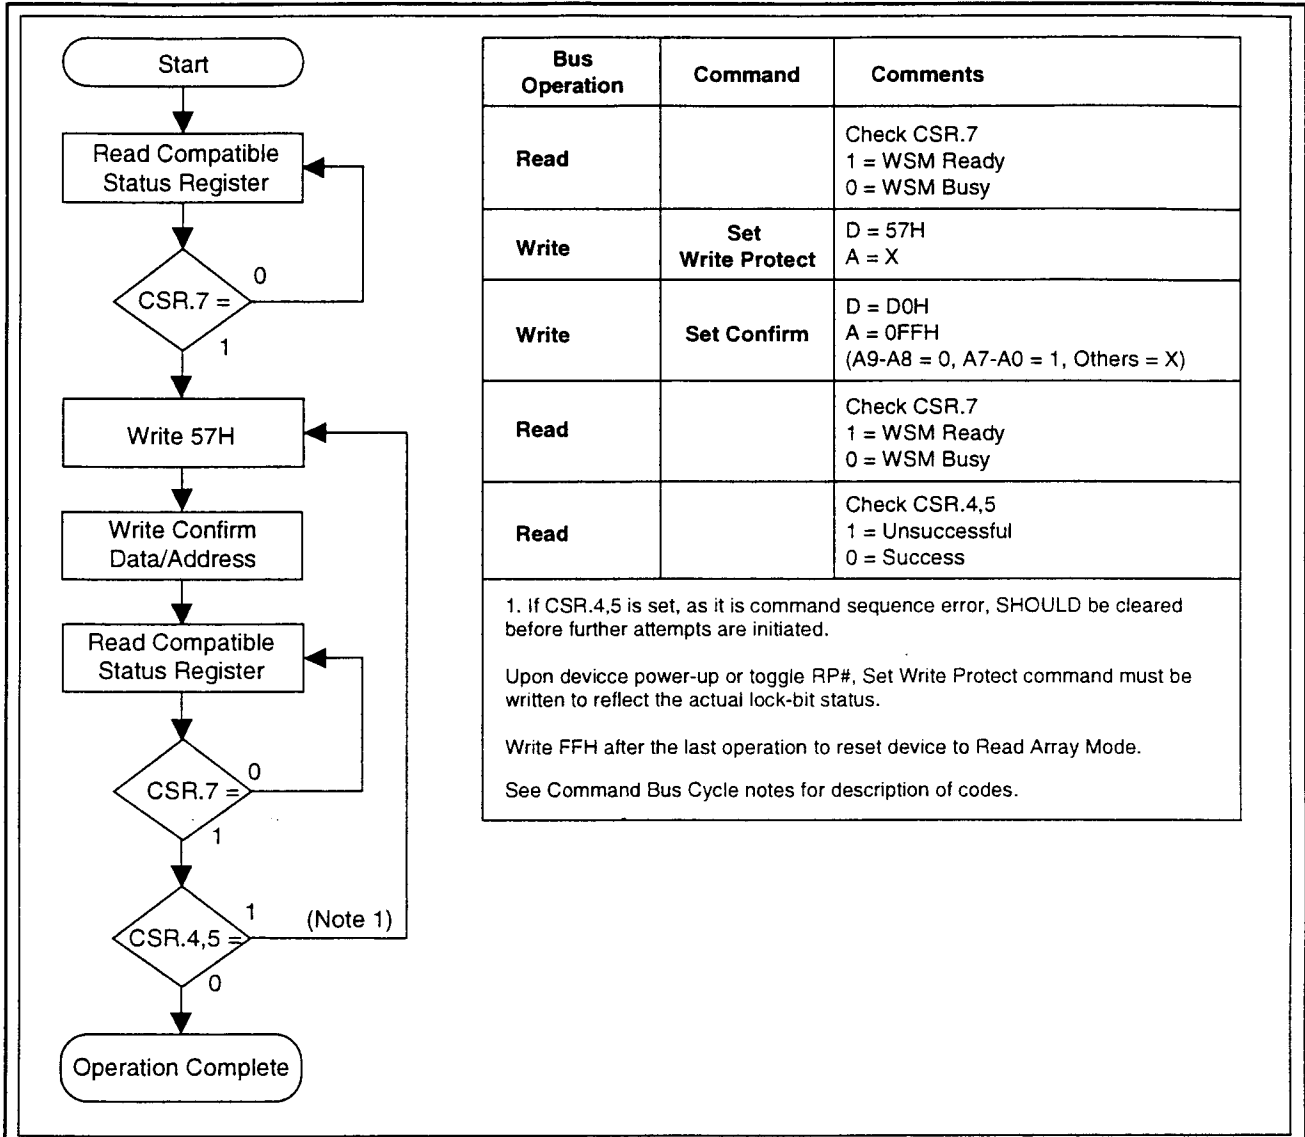 Start
Read Compatible
Status Register
0
CSR.7 =
1
Write 57H
Write Confirm
Data/Address
Read Compatible
Status Register
0
CSR.7 =
1
1
(Note 1)
CSR.4,5 =
0
Operation Complete
Bus
Operation
Command
Comments
Read
Check CSR.7
1 = WSM Ready
0 = WSM Busy
Write
Set
Write Protect
D = 57H
A = X
Write
Set Confirm
D = D0H
A = 0FFH
(A9-A8 = 0, A7-A0 = 1, Others = X)
Read
Check CSR.7
1 = WSM Ready
0 = WSM Busy
Read
Check CSR.4,5
1 = Unsuccessful
0 = Success
1. If CSR.4,5 is set, as it is command sequence error, SHOULD be cleared
before further attempts are initiated.
Upon devicce power-up or toggle RP#, Set Write Protect command must be
written to reflect the actual lock-bit status.
Write FFH after the last operation to reset device to Read Array Mode.
See Command Bus Cycle notes for description of codes.